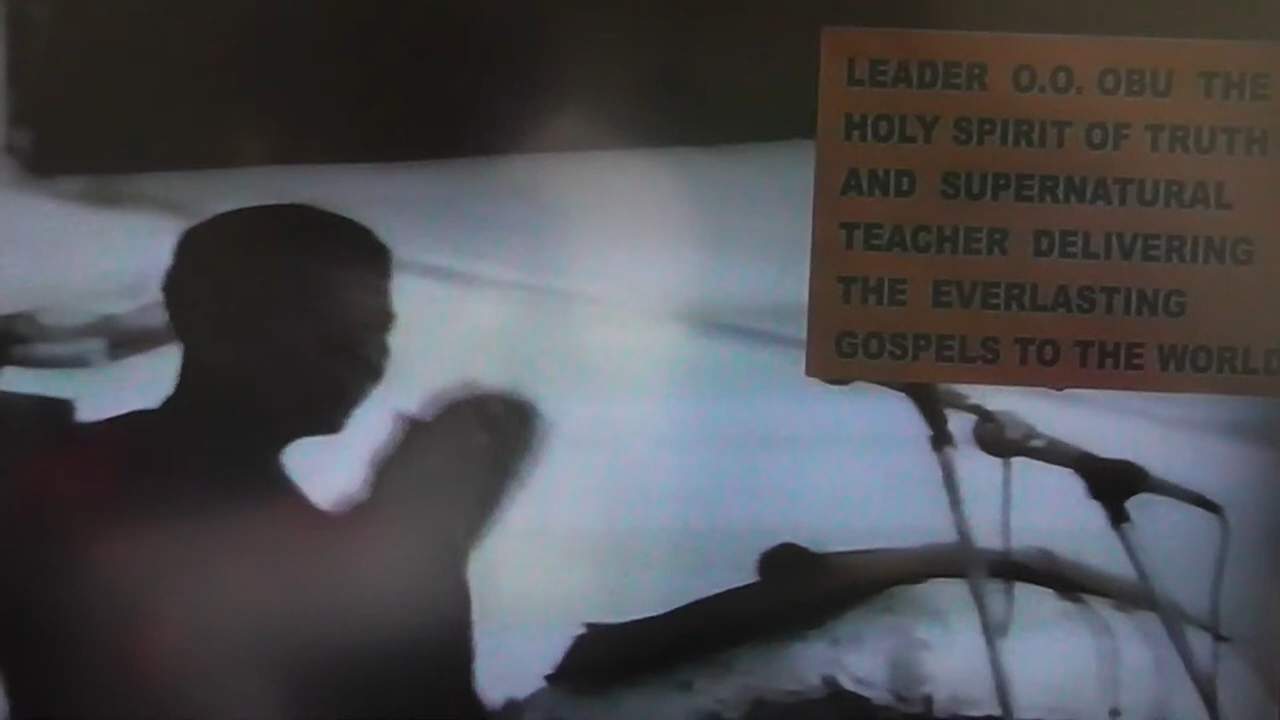 LEADER O.O. OBU THE
HOLY SPIRIT OF TRUTH
AND SUPERNATURAL
TEACHER DELIVERING
THE EVERLASTING
GOSPELS TO THE WORLD